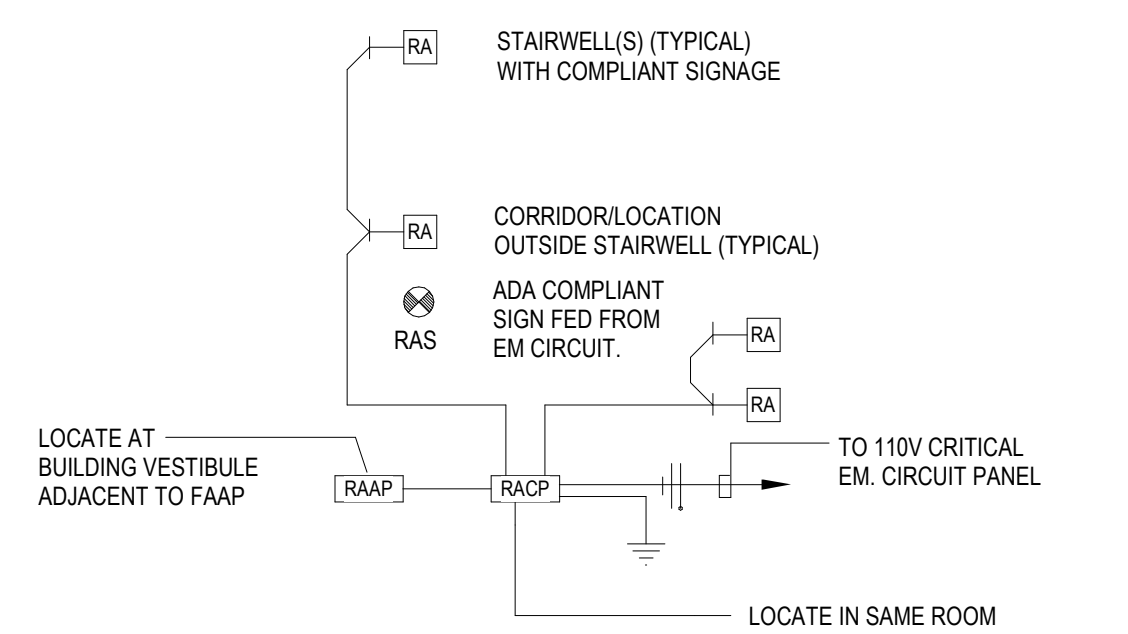 RA
STAIRWELL(S) (TYPICAL)
WITH COMPLIANT SIGNAGE
RA
CORRIDOR/LOCATION
OUTSIDE STAIRWELL (TYPICAL)
RAS
ADA COMPLIANT
SIGN FED FROM
EM CIRCUIT.
RA
RA
LOCATE AT
BUILDING VESTIBULE
ADJACENT TO FAAP
RAAP
RACP
TO 110V CRITICAL
EM. CIRCUIT PANEL
LOCATE IN SAME ROOM